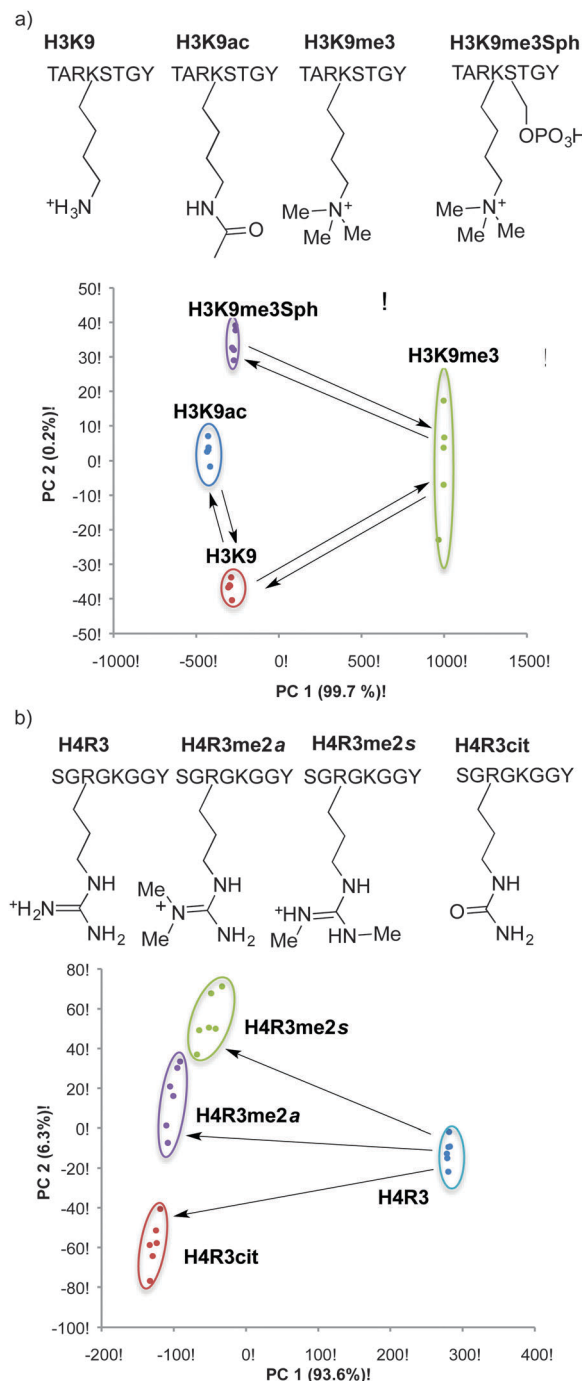 a)
H3K9 H3K9ac H3K9me3 H3K9me3Sph
TARKSTGY TARKSTGY TARKSTGY TARKSTGY
OPO3H
+H3N HN O Me N+ Me Me Me N+ Me Me
50!
40!
30!
20!
10!
0!
-10!
-20!
-30!
-40!
-50!
PC 2 (0.2%)!
H3K9me3Sph !
H3K9me3 !
H3K9ac
H3K9
-1000! -500! 0! 500! 1000! 1500!
PC 1 (99.7 %)!
b)
H4R3 H4R3me2a H4R3me2s H4R3cit
SGRGKGGY SGRGKGGY SGRGKGGY SGRGKGGY
+H2N NH NH2
Me N + Me NH NH2
+HN Me NH HN Me
O NH NH2
80!
60!
40!
20!
0!
-20!
-40!
-60!
-80!
-100!
PC 2 (6.3%)!
H4R3me2s
H4R3me2a
H4R3
H4R3cit
-200! -100! 0! 100! 200! 300! 400!
PC 1 (93.6%)!